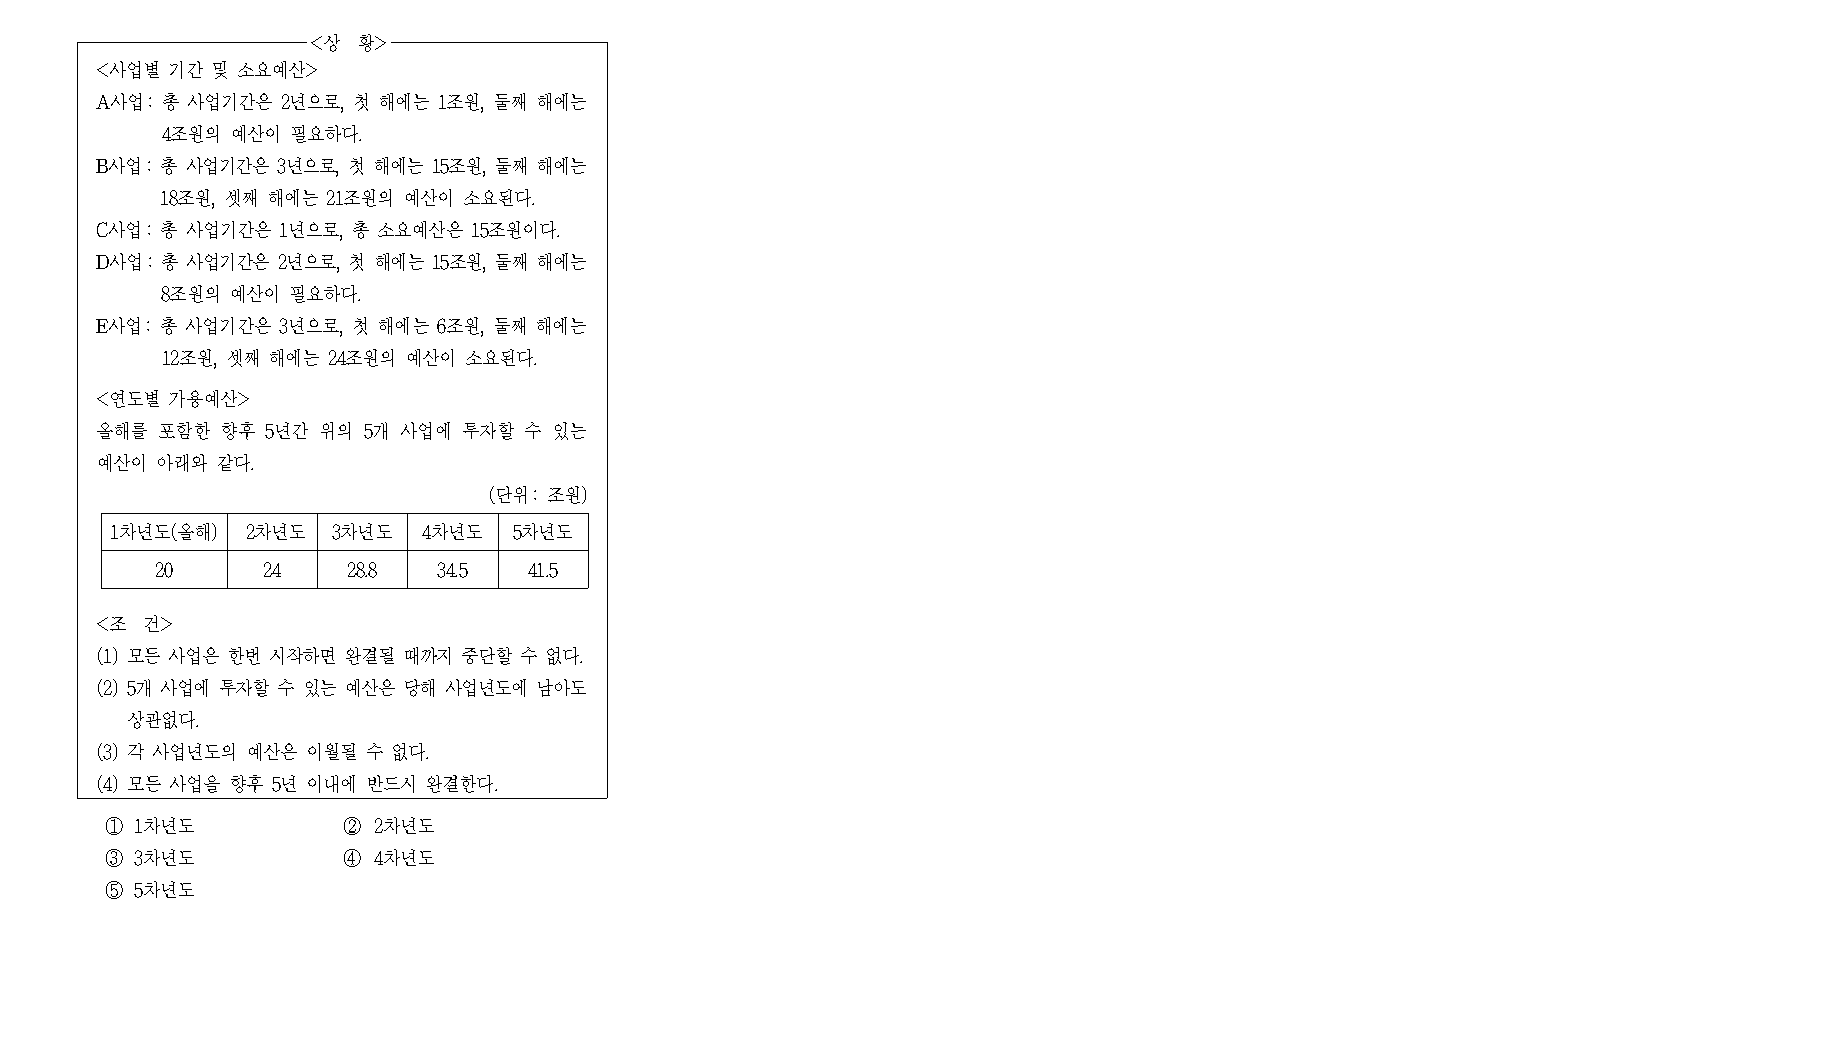 <상 황>
<사업별 기간 및 소요예산>
A사업 : 총 사업기간은 2년으로, 첫 해에는 1조원, 둘째 해에는
4조원의 예산이 필요하다.
B사업 : 총 사업기간은 3년으로, 첫 해에는 15조원, 둘째 해에는
18조원, 셋째 해에는 21조원의 예산이 소요된다.
C사업 : 총 사업기간은 1년으로, 총 소요예산은 15조원이다.
D사업 : 총 사업기간은 2년으로, 첫 해에는 15조원, 둘째 해에는
8조원의 예산이 필요하다.
E사업 : 총 사업기간은 3년으로, 첫 해에는 6조원, 둘째 해에는
12조원, 셋째 해에는 24조원의 예산이 소요된다.
<연도별 가용예산>
올해를 포함한 향후 5년간 위의 5개 사업에 투자할 수 있는
예산이 아래와 같다.
(단위 : 조원)
1차년도(올해) 2차년도 3차년도 4차년도 5차년도
20 24 28.8 34.5 41.5
<조 건>
(1) 모든 사업은 한번 시작하면 완결될 때까지 중단할 수 없다.
(2) 5개 사업에 투자할 수 있는 예산은 당해 사업년도에 남아도
상관없다.
(3) 각 사업년도의 예산은 이월될 수 없다.
(4) 모든 사업을 향후 5년 이내에 반드시 완결한다.
① 1차년도 ② 2차년도
③ 3차년도 ④ 4차년도
⑤ 5차년도